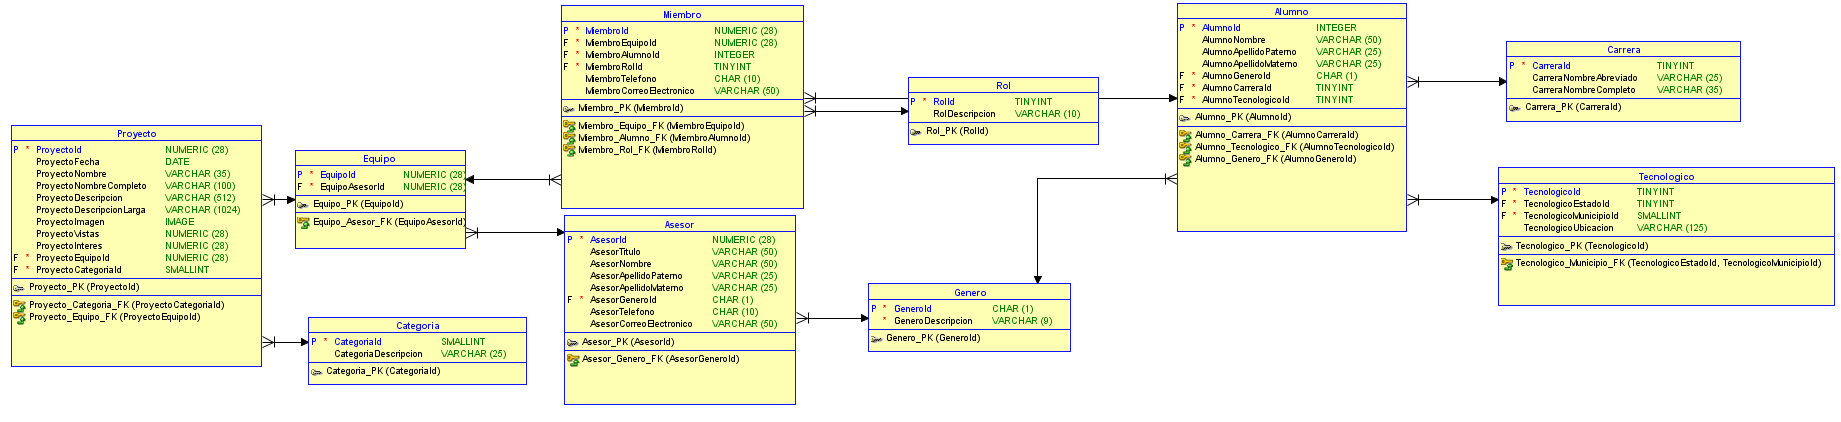 Proyecto
P * ProyectoId NUMERIC (28)
ProyectoFecha DATE
ProyectoNombre VARCHAR (35)
ProyectoNombreCompleto VARCHAR (100)
ProyectoDescripcion VARCHAR (512)
ProyectoDescripcionLarga VARCHAR (1024)
ProyectoImagen IMAGE
ProyectoVistas NUMERIC (28)
ProyectoInteres NUMERIC (28)
F * ProyectoEquipoId NUMERIC (28)
F * ProyectoCategoriaId SMALLINT
Proyecto_PK (ProyectoId)
Proyecto_Categoria_FK (ProyectoCategoriaId)
Proyecto_Equipo_FK (ProyectoEquipoId)
Equipo
P * EquipoId NUMERIC (28)
F * EquipoAsesorId NUMERIC (28)
Equipo_PK (EquipoId)
Equipo_Asesor_FK (EquipoAsesorId)
Categoria
P * CategoriaId SMALLINT
CategoriaDescripcion VARCHAR (25)
Categoria_PK (CategoriaId)
Miembro
P * MiembroId NUMERIC (28)
F * MiembroEquipoId NUMERIC (28)
F * MiembroAlumnoId INTEGER
F * MiembroRolId TINYINT
MiembroTelefono CHAR (10)
MiembroCorreoElectronico VARCHAR (50)
Miembro_PK (MiembroId)
Miembro_Equipo_FK (MiembroEquipoId)
Miembro_Alumno_FK (MiembroAlumnoId)
Miembro_Rol_FK (MiembroRolId)
Asesor
P * AsesorId NUMERIC (28)
AsesorTitulo VARCHAR (50)
AsesorNombre VARCHAR (50)
AsesorApellidoPaterno VARCHAR (25)
AsesorApellidoMaterno VARCHAR (25)
F * AsesorGeneroId CHAR (1)
AsesorTelefono CHAR (10)
AsesorCorreoElectronico VARCHAR (50)
Asesor_PK (AsesorId)
Asesor_Genero_FK (AsesorGeneroId)
Rol
P * RolId TINYINT
RolDescripcion VARCHAR (10)
Rol_PK (RolId)
Genero
P * GeneroId CHAR (1)
* GeneroDescripcion VARCHAR (9)
Genero_PK (GeneroId)
Alumno
P * AlumnoId INTEGER
AlumnoNombre VARCHAR (50)
AlumnoApellidoPaterno VARCHAR (25)
AlumnoApellidoMaterno VARCHAR (25)
F * AlumnoGeneroId CHAR (1)
F * AlumnoCarreraId TINYINT
F * AlumnoTecnologicoId TINYINT
Alumno_PK (AlumnoId)
Alumno_Carrera_FK (AlumnoCarreraId)
Alumno_Tecnologico_FK (AlumnoTecnologicoId)
Alumno_Genero_FK (AlumnoGeneroId)
Carrera
P * CarreraId TINYINT
CarreraNombreAbreviado VARCHAR (25)
CarreraNombreCompleto VARCHAR (35)
Carrera_PK (CarreraId)
Tecnologico
P * TecnologicoId TINYINT
F * TecnologicoEstadoId TINYINT
F * TecnologicoMunicipioId SMALLINT
TecnologicoUbicacion VARCHAR (125)
Tecnologico_PK (TecnologicoId)
Tecnologico_Municipio_FK (TecnologicoEstadoId, TecnologicoMunicipioId)